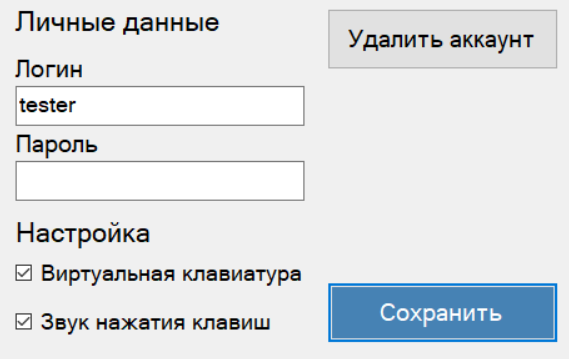 Личные данные
Удалить аккаунт
Логин
tester
Пароль
Настройка
Виртуальная клавиатура
Звук нажатия клавиш
Сохранить